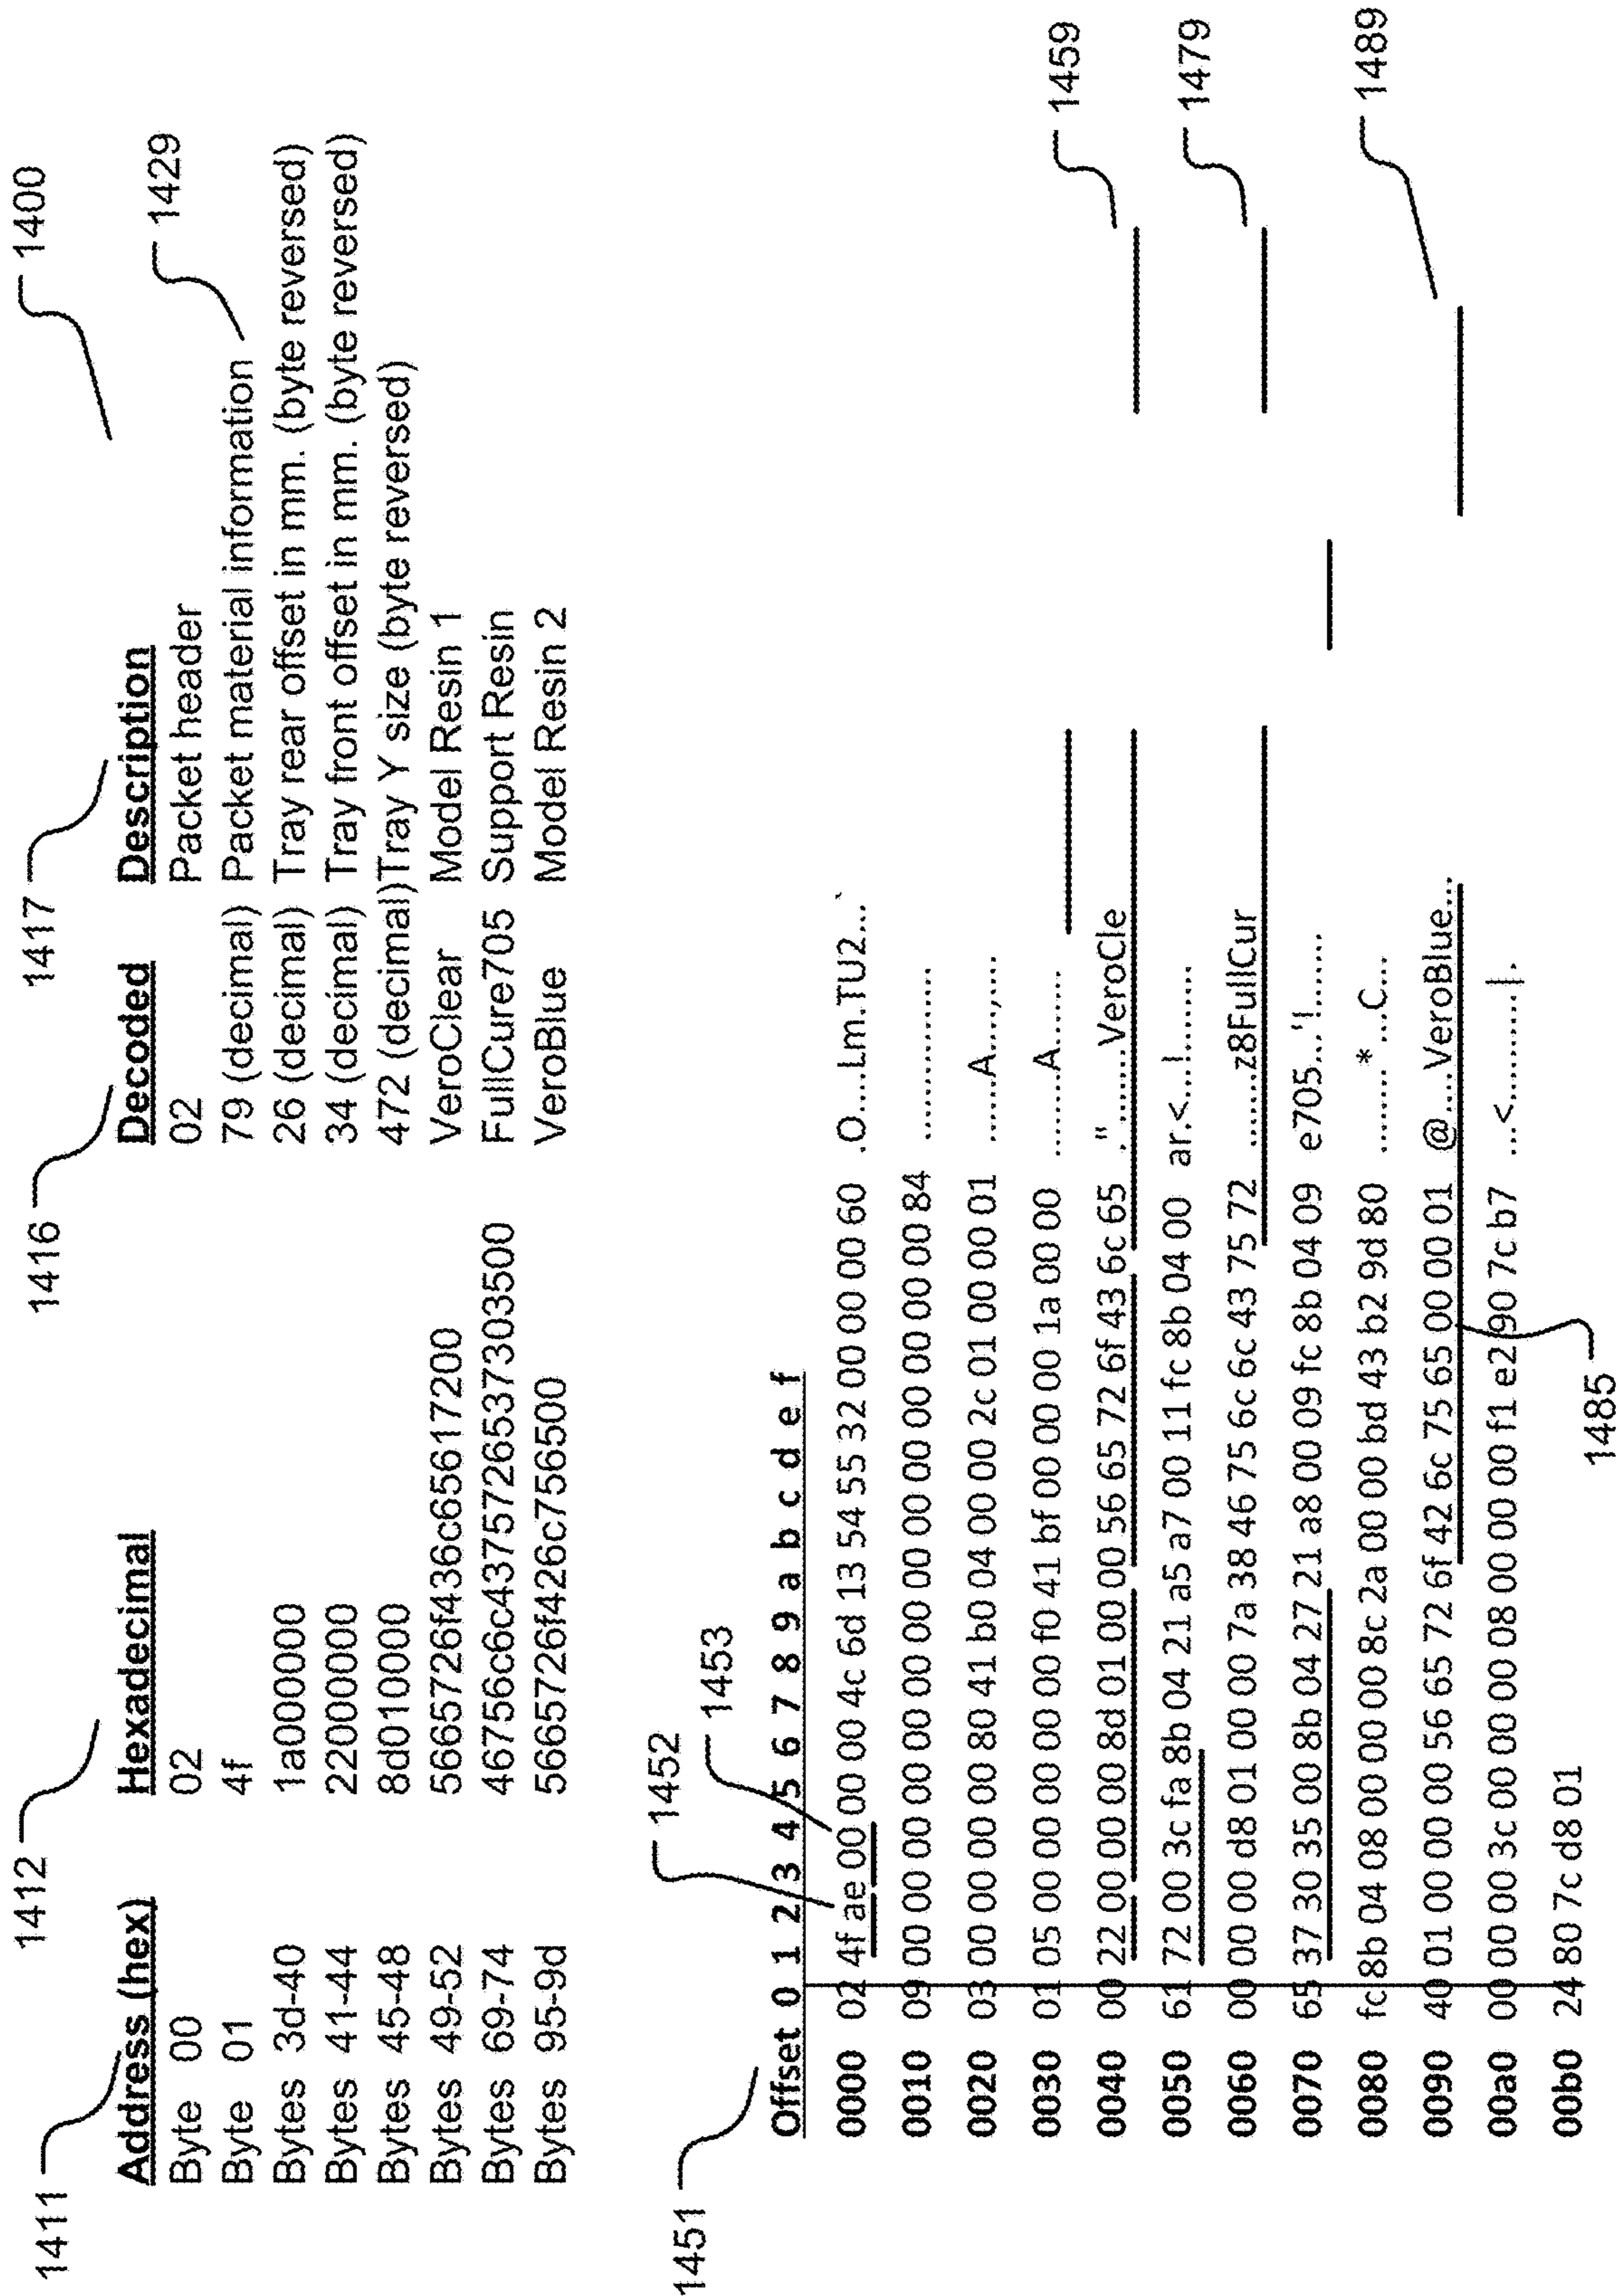 1400
1411 1412 1416 1417 1429
Address (hex) Hexadecimal Decoded Description
Byte 00 02 02 Packet header
Byte 01 4f 79 (decimal) Packet material information
Bytes 3d-40 1a000000 26 (decimal) Tray rear offset in mm. (byte reversed)
Bytes 41-44 22000000 34 (decimal) Tray front offset in mm. (byte reversed)
Bytes 45-48 8d010000 472 (decimal) Tray Y size (byte reversed)
Bytes 49-52 5665726f436c65617200 VeroClear Model Resin 1
Bytes 69-74 46756c6c4375726537303500 FullCure705 Support Resin
Bytes 95-9d 5665726f426c756500 VeroBlue Model Resin 2
1451 1452 1453
Offset 0 1 2 3 4 5 6 7 8 9 a b c d e f
0000 02 4f ae 00 00 00 4c 6d 13 54 55 32 00 00 00 60 .O....Lm.TU2...`
0010 09 00 00 00 00 00 00 00 00 00 00 00 00 00 00 84 ................
0020 03 00 00 00 80 41 b0 04 00 00 2c 01 00 00 01 .......A....,....
0030 01 05 00 00 00 00 f0 41 bf 00 00 00 1a 00 00 .........A.......
0040 00 22 00 00 00 8d 01 00 00 56 65 72 6f 43 6c 65 ."........VeroCle
1459
0050 61 72 00 3c fa 8b 04 21 a5 a7 00 11 fc 8b 04 00 ar.<...!.........
0060 00 00 00 d8 01 00 00 7a 38 46 75 6c 6c 43 75 72 ........z8FullCur
1479
0070 65 37 30 35 00 8b 04 27 21 a8 00 09 fc 8b 04 09 e705...'!.......
0080 fc 8b 04 08 00 00 00 8c 2a 00 00 bd 43 b2 9d 80 ........*...C...
0090 40 01 00 00 00 56 65 72 6f 42 6c 75 65 00 00 01 @....VeroBlue...
1489
00a0 00 00 00 3c 00 00 00 00 08 00 00 00 f1 e2 90 7c b7 ...<...........|.
00b0 24 80 7c d8 01
1485